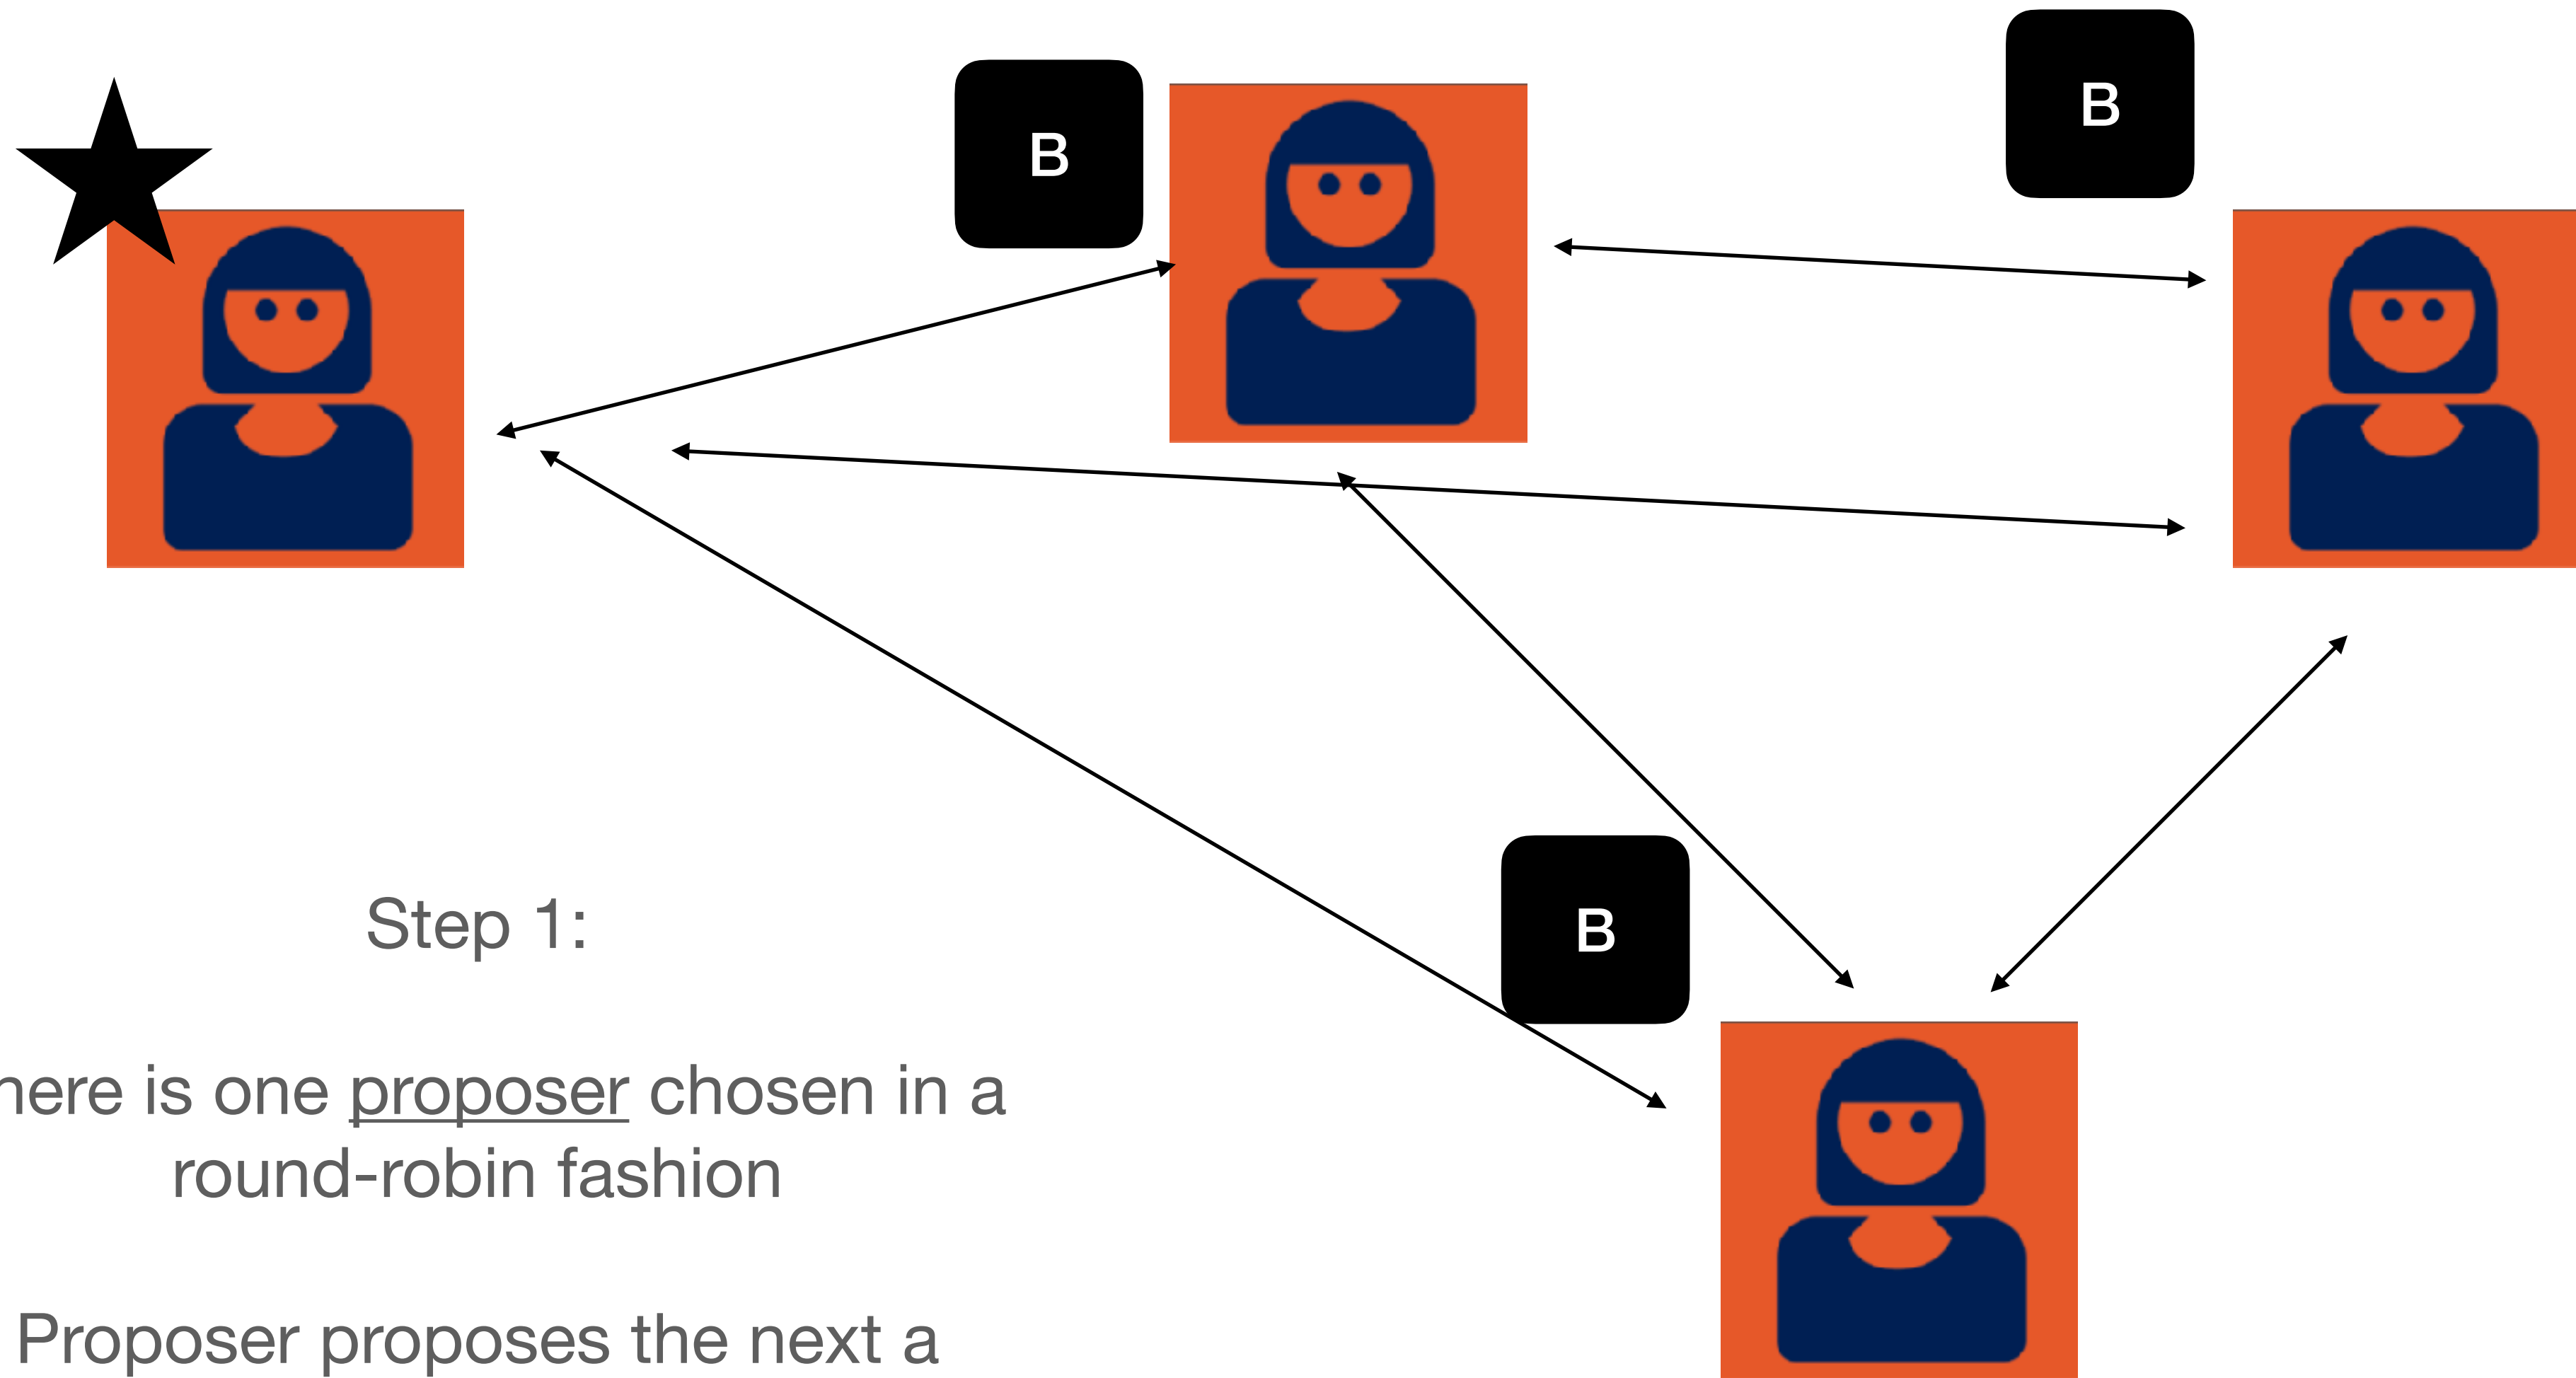 B
B
B
Step 1:
here is one proposer chosen in a
round-robin fashion
Proposer proposes the next a